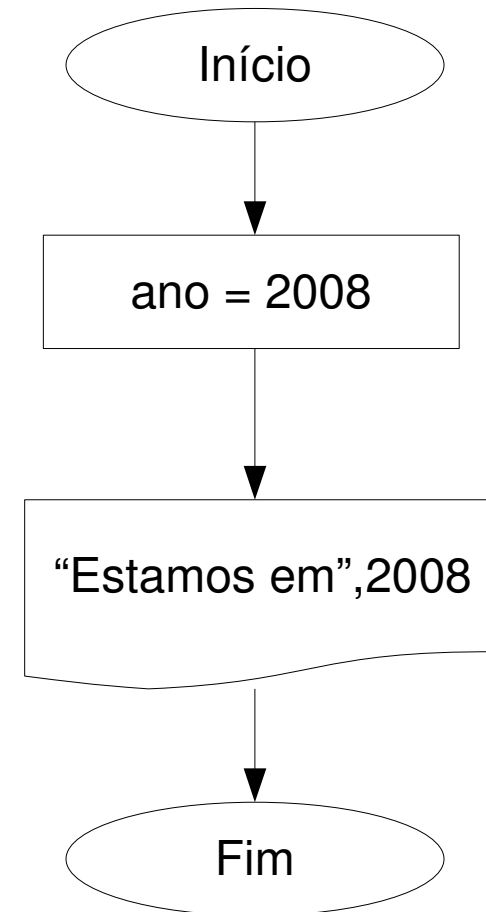 Início
ano = 2008
“Estamos em”,2008
Fim